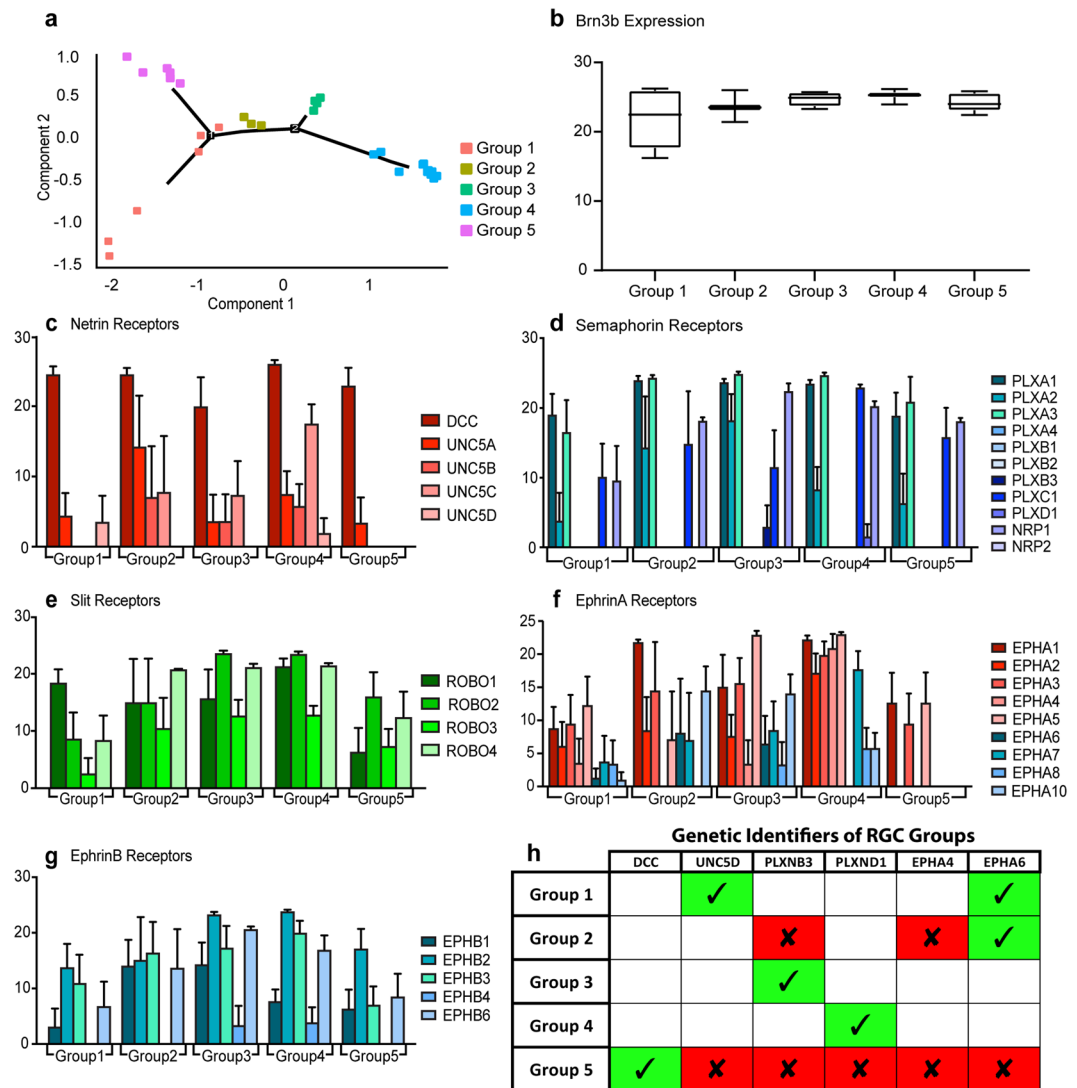 a
1.0
0.5
0.0
-0.5
-1.0
-1.5
Component 2
-2
-1
0
1
Component 1
Group 1
Group 2
Group 3
Group 4
Group 5
b Brn3b Expression
30
20
10
0
Group 1 Group 2 Group 3 Group 4 Group 5
c Netrin Receptors
30
20
10
0
Group1 Group2 Group3 Group4 Group5
DCC
UNC5A
UNC5B
UNC5C
UNC5D
d Semaphorin Receptors
30
20
10
0
Group1 Group2 Group3 Group4 Group5
PLXA1
PLXA2
PLXA3
PLXA4
PLXB1
PLXB2
PLXB3
PLXC1
PLXD1
NRP1
NRP2
e Slit Receptors
30
20
10
0
Group1 Group2 Group3 Group4 Group5
ROBO1
ROBO2
ROBO3
ROBO4
f EphrinA Receptors
25
20
15
10
5
0
Group1 Group2 Group3 Group4 Group5
EPHA1
EPHA2
EPHA3
EPHA4
EPHA5
EPHA6
EPHA7
EPHA8
EPHA10
g EphrinB Receptors
30
20
10
0
Group1 Group2 Group3 Group4 Group5
EPHB1
EPHB2
EPHB3
EPHB4
EPHB6
h
Genetic Identifiers of RGC Groups
DCC UNC5D PLXNB3 PLXND1 EPHA4 EPHA6
Group 1 ✓ ✓
Group 2 ✘ ✘ ✓
Group 3 ✓
Group 4 ✓
Group 5 ✓ ✘ ✘ ✘ ✘ ✘